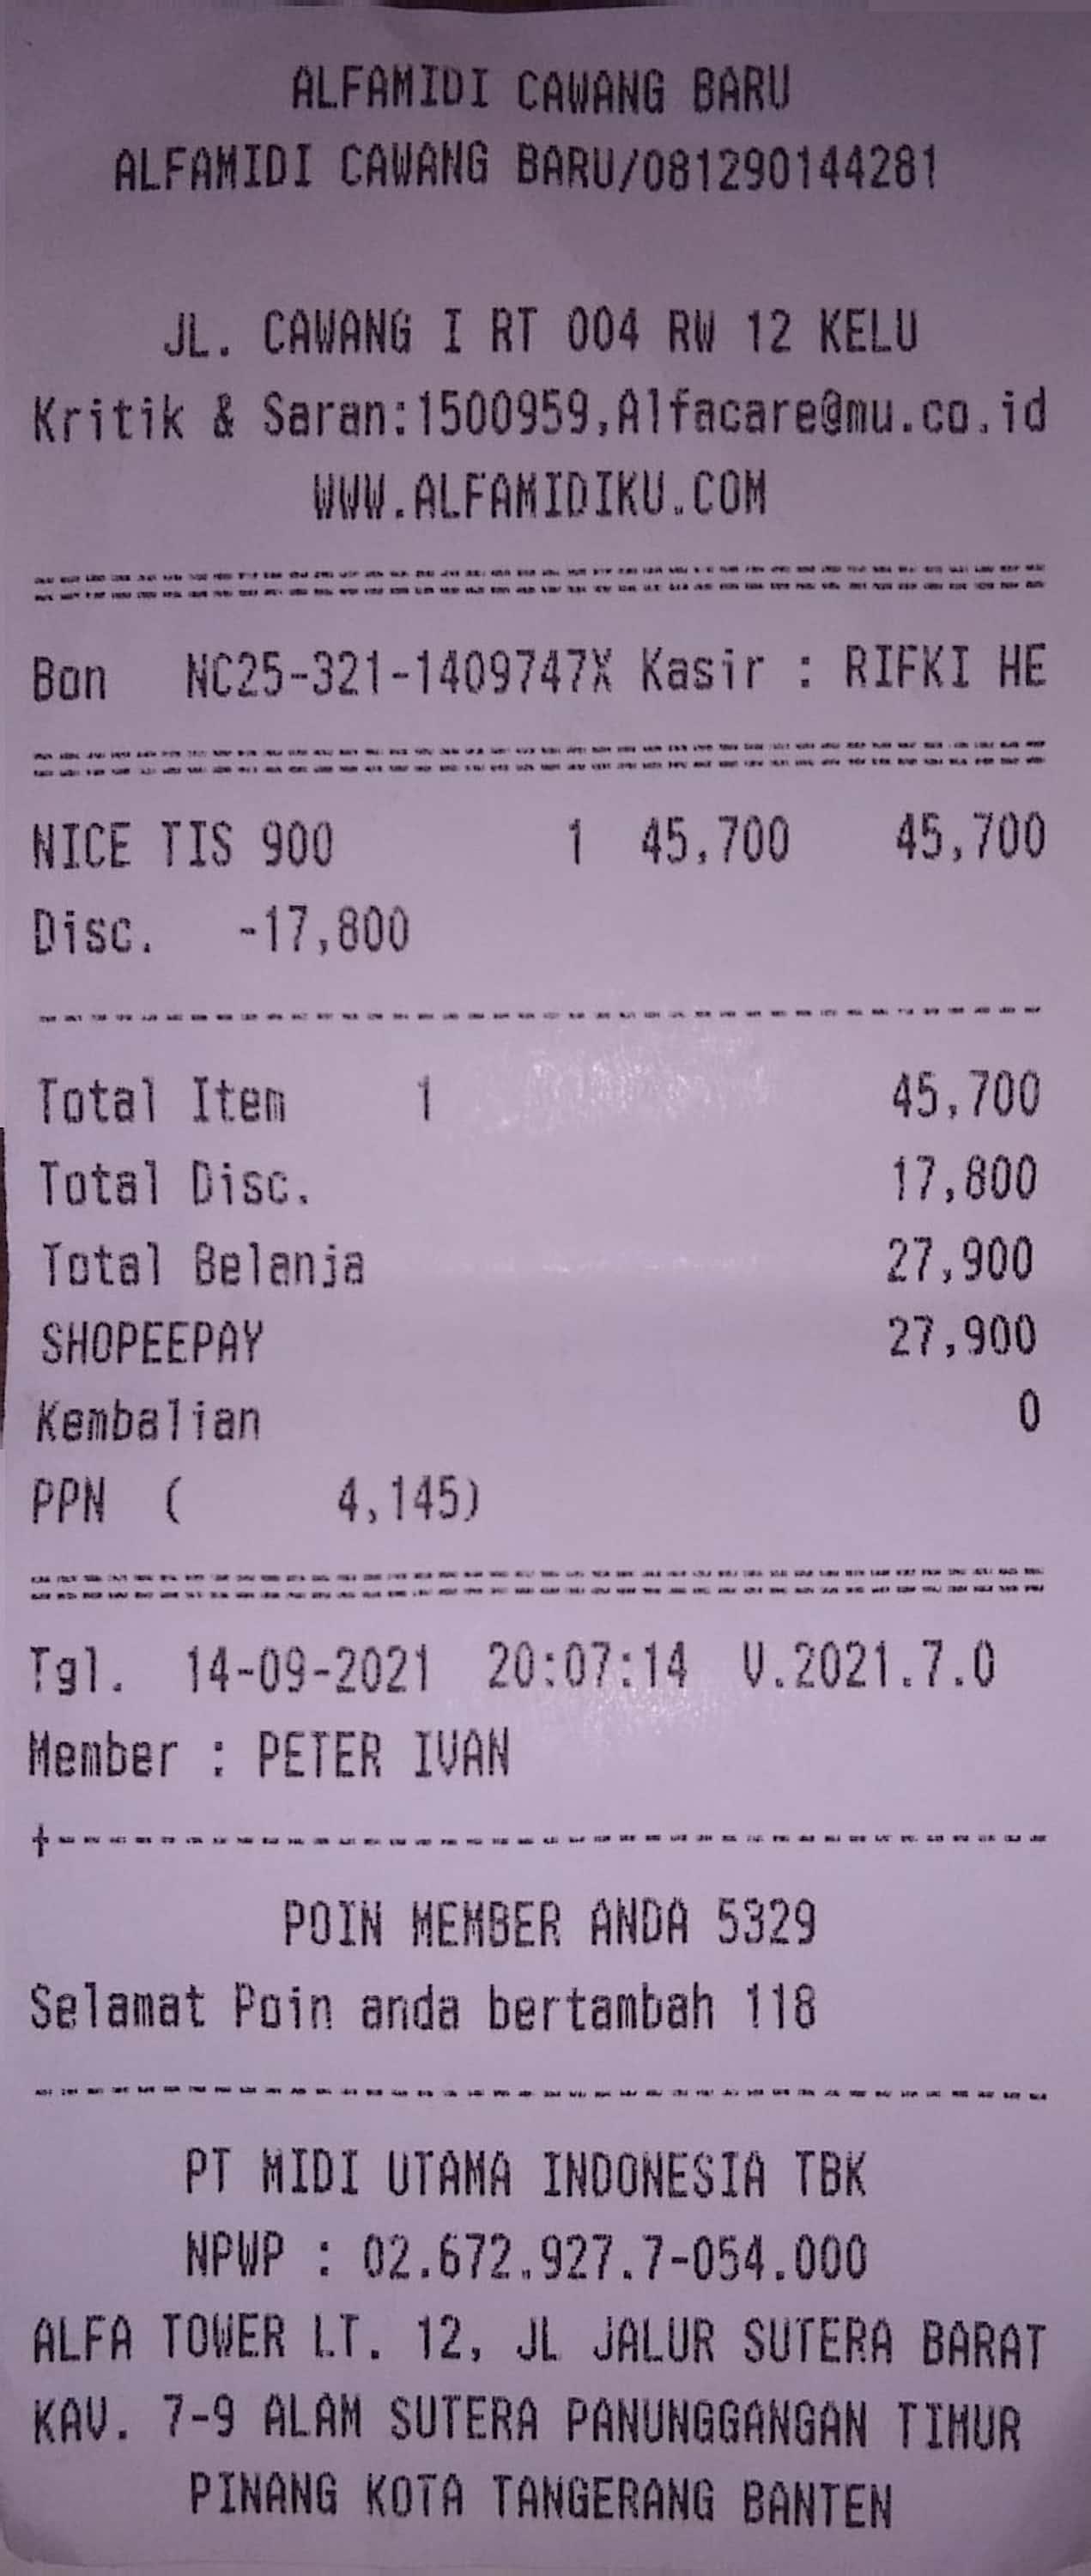 ALFAMIDI CAWANG BARU
ALFAMIDI CAWANG BARU/081290144281
JL. CAWANG I RT 004 RW 12 KELU
Kritik & Saran:1500959,Alfacare@mu.co.id
WWW.ALFAMIDIKU.COM
Bon NC25-321-1409747X Kasir : RIFKI HE
NICE TIS 900 1 45,700 45,700
Disc. -17,800
Total Item 1 45,700
Total Disc. 17,800
Total Belanja 27,900
SHOPEEPAY 27,900
Kembalian 0
PPN ( 4,145)
Tgl. 14-09-2021 20:07:14 V.2021.7.0
Member : PETER IVAN
POIN MEMBER ANDA 5329
Selamat Poin anda bertambah 118
PT MIDI UTAMA INDONESIA TBK
NPWP : 02.672.927.7-054.000
ALFA TOWER LT. 12, JL JALUR SUTERA BARAT
KAV. 7-9 ALAM SUTERA PANUNGGANGAN TIMUR
PINANG KOTA TANGERANG BANTEN